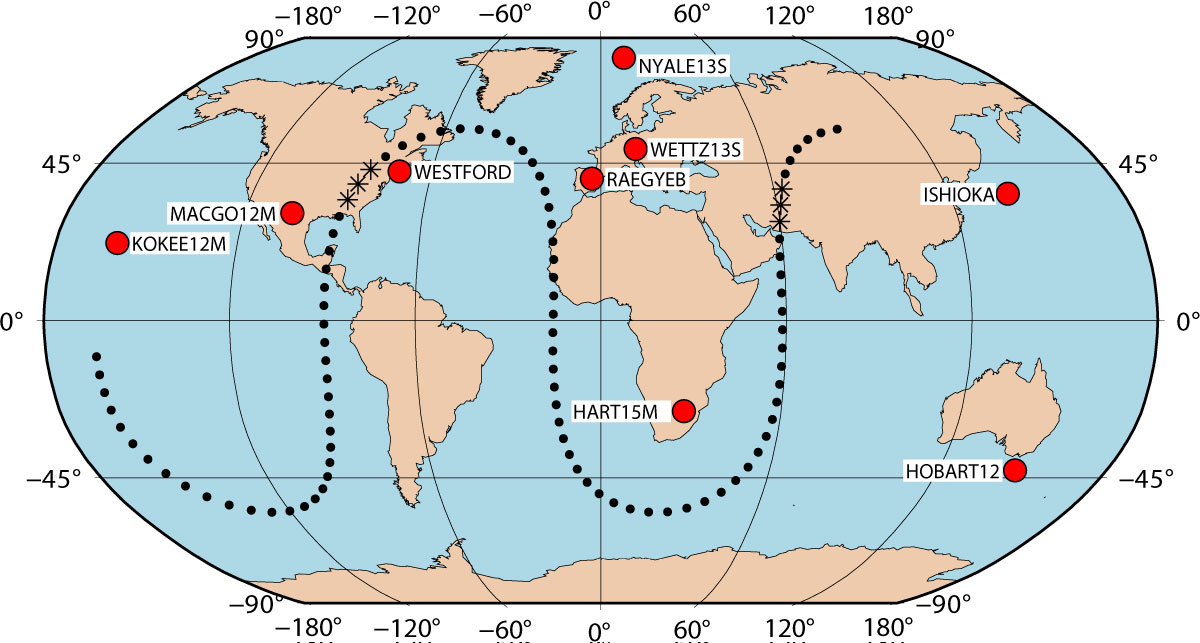 −180° −120° −60° 0° 60° 120° 180°
90° 90°
NYALE13S
WETTZ13S
45° 45°
WESTFORD
RAEGYEB
ISHIOKA
MACGO12M
KOKEE12M
0° 0°
HART15M
HOBART12
−45° −45°
−90° −90°
−180° −120° −60° 0° 60° 120° 180°